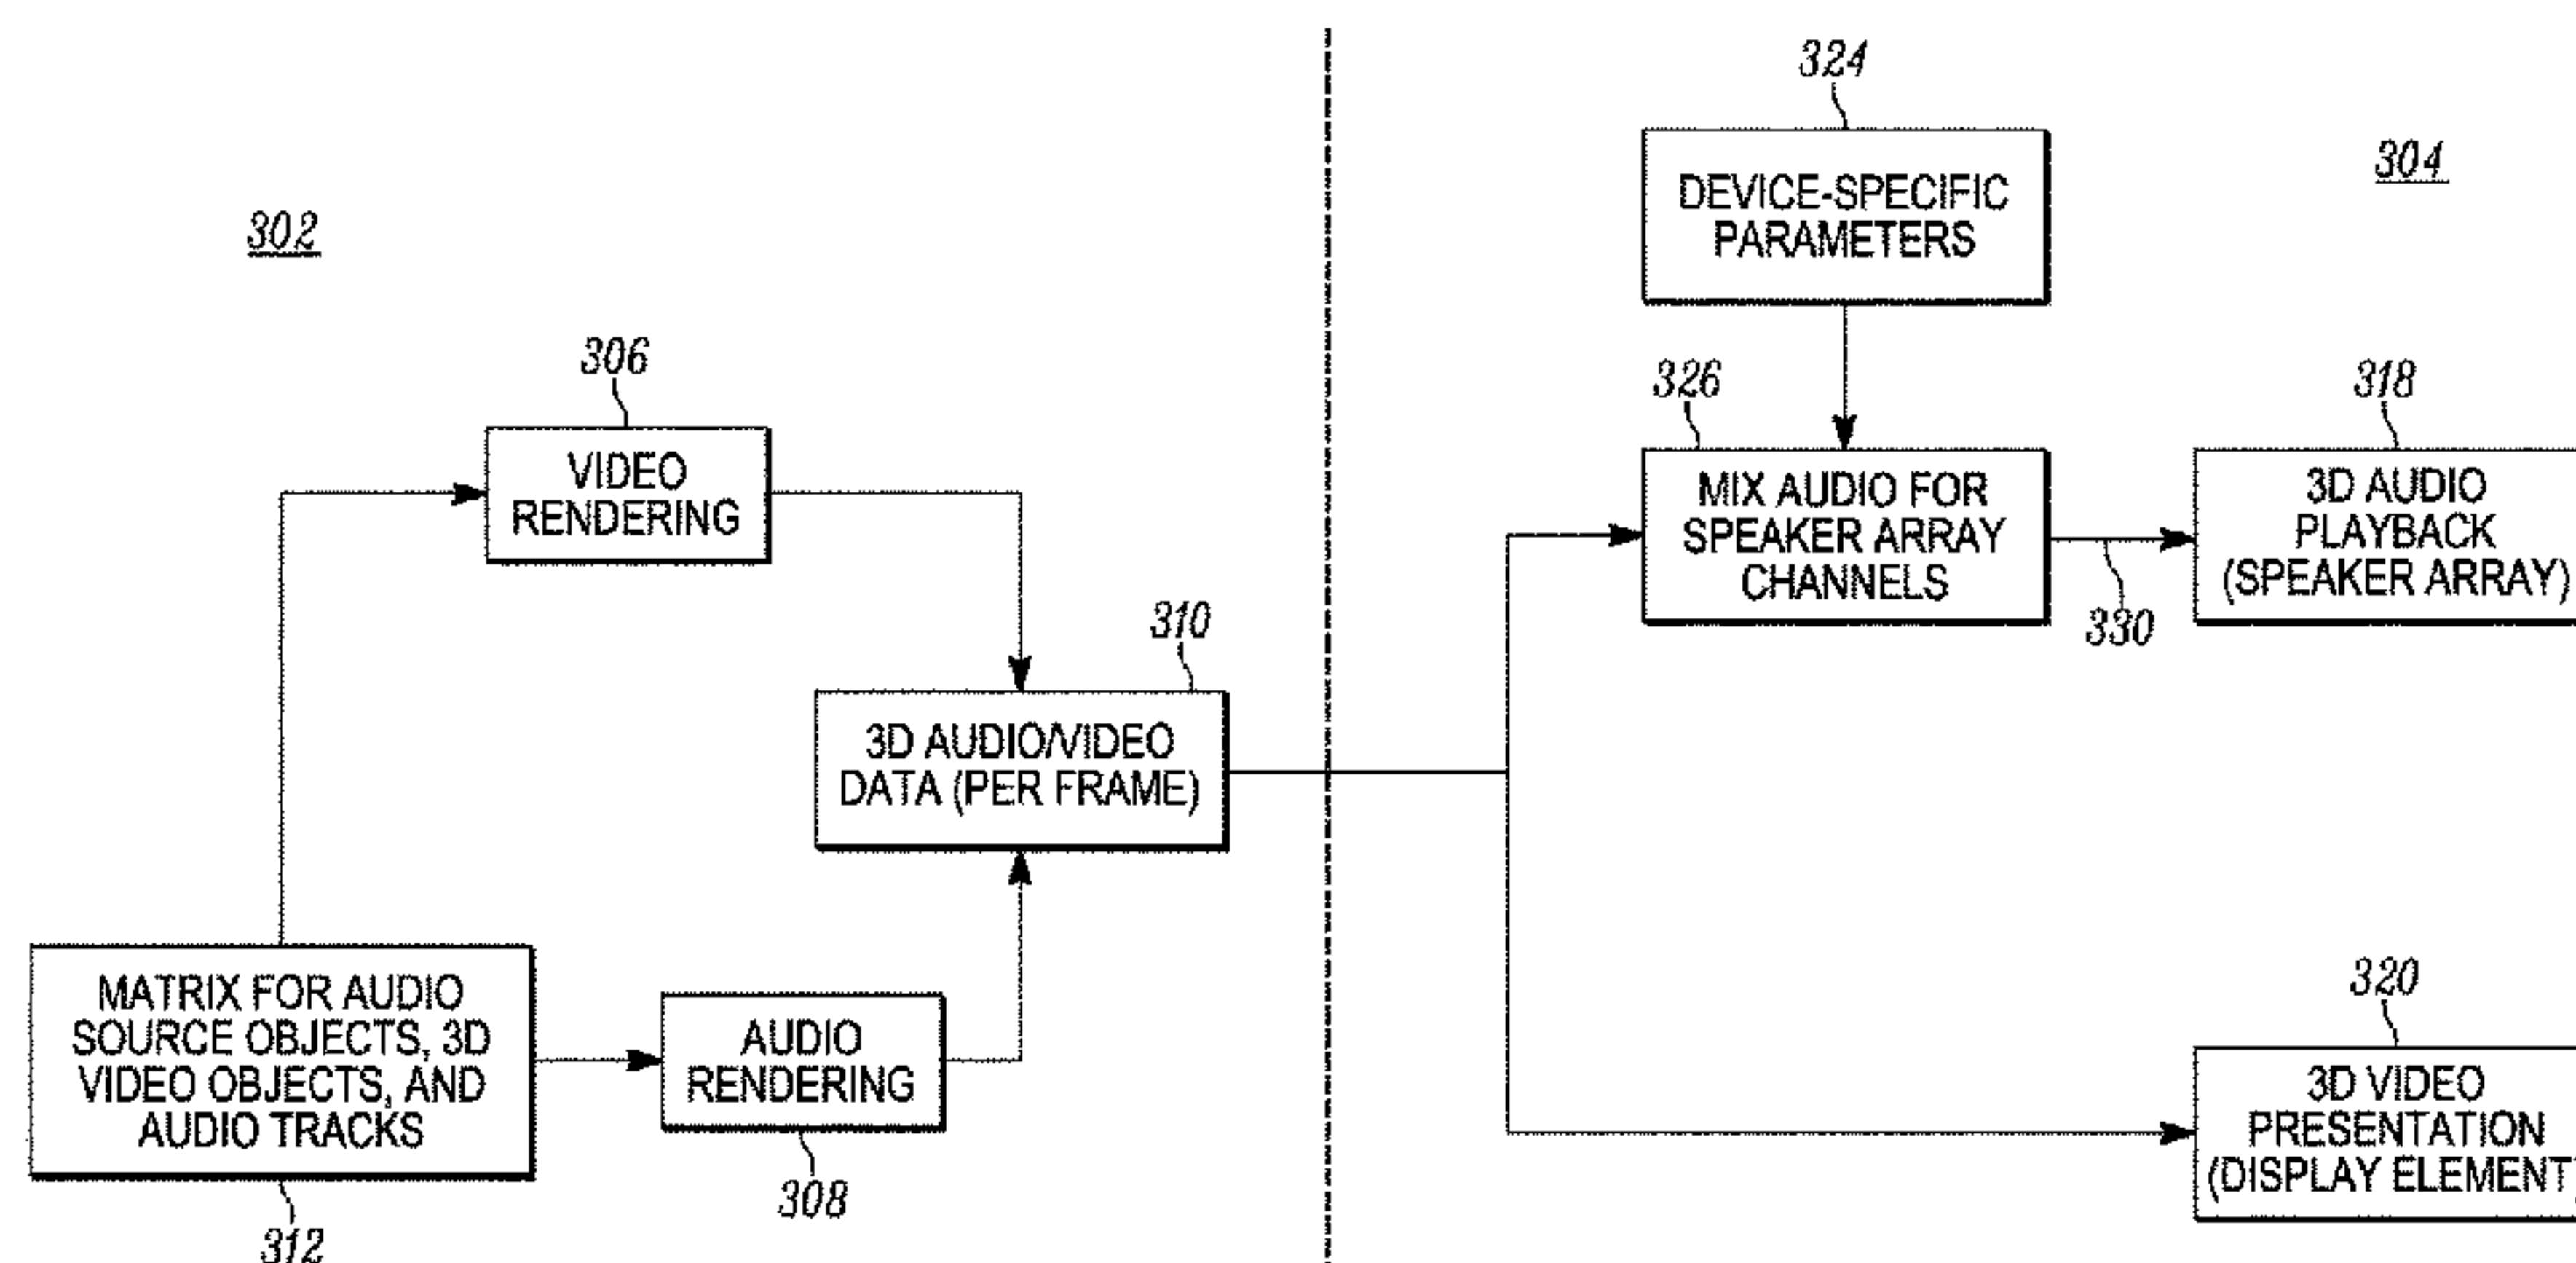 324
304
DEVICE-SPECIFIC
PARAMETERS
302
306
326
318
VIDEO
RENDERING
MIX AUDIO FOR
SPEAKER ARRAY
CHANNELS
3D AUDIO
PLAYBACK
(SPEAKER ARRAY)
330
310
3D AUDIO/VIDEO
DATA (PER FRAME)
MATRIX FOR AUDIO
SOURCE OBJECTS, 3D
VIDEO OBJECTS, AND
AUDIO TRACKS
312
AUDIO
RENDERING
308
320
3D VIDEO
PRESENTATION
(DISPLAY ELEMENT)